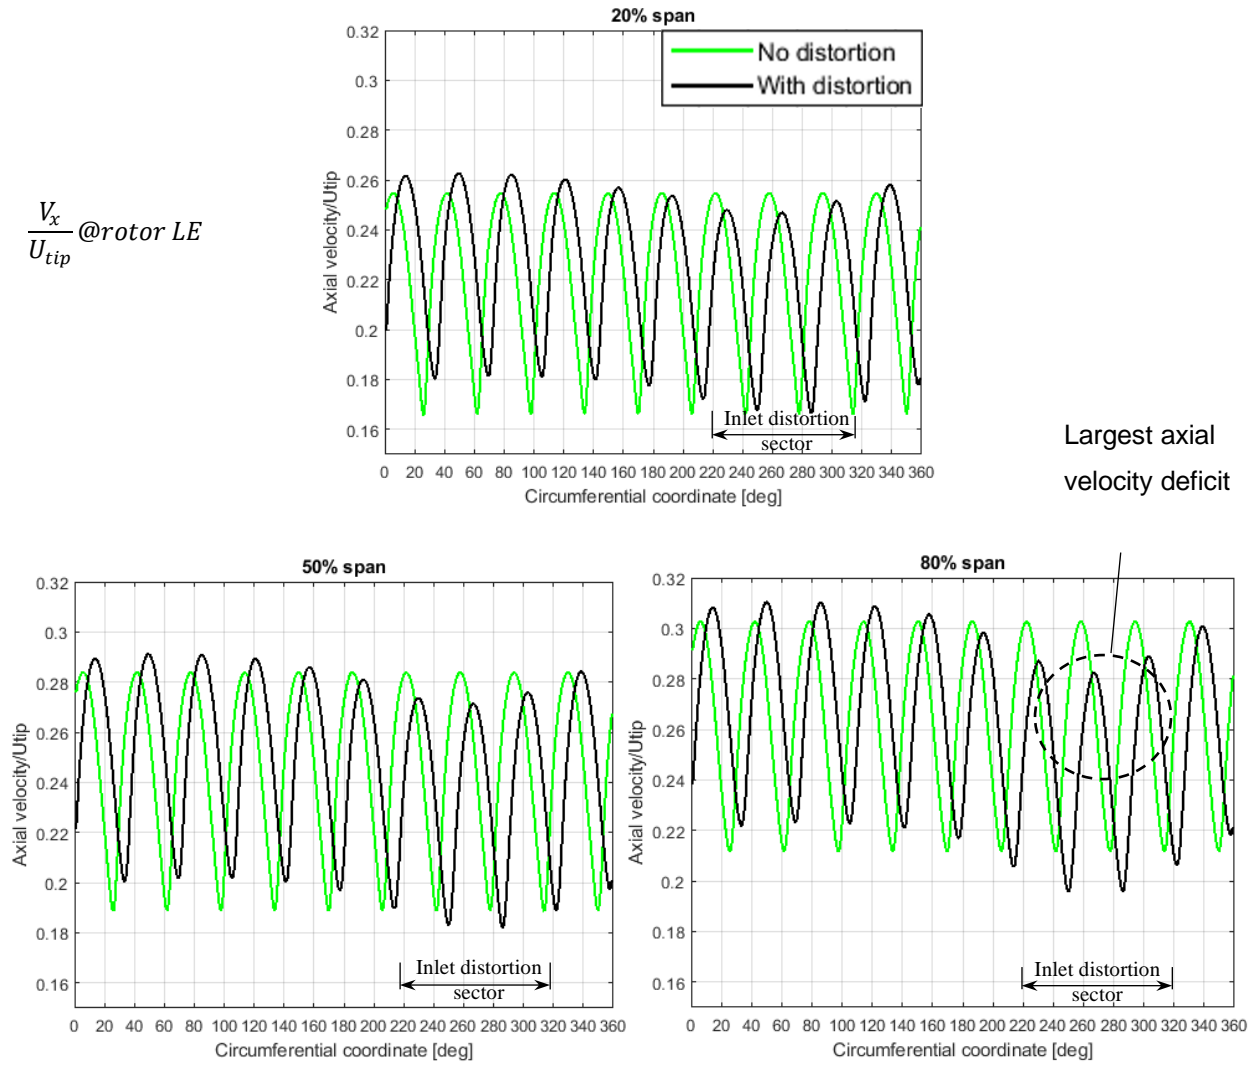 20% span
No distortion
With distortion
V_x
U_tip
@rotor LE
Axial velocity/Utip
0.32
0.3
0.28
0.26
0.24
0.22
0.2
0.18
0.16
Inlet distortion
sector
0 20 40 60 80 100 120 140 160 180 200 220 240 260 280 300 320 340 360
Circumferential coordinate [deg]
Largest axial
velocity deficit
50% span
Axial velocity/Utip
0.32
0.3
0.28
0.26
0.24
0.22
0.2
0.18
0.16
Inlet distortion
sector
0 20 40 60 80 100 120 140 160 180 200 220 240 260 280 300 320 340 360
Circumferential coordinate [deg]
80% span
Axial velocity/Utip
0.32
0.3
0.28
0.26
0.24
0.22
0.2
0.18
0.16
Inlet distortion
sector
0 20 40 60 80 100 120 140 160 180 200 220 240 260 280 300 320 340 360
Circumferential coordinate [deg]